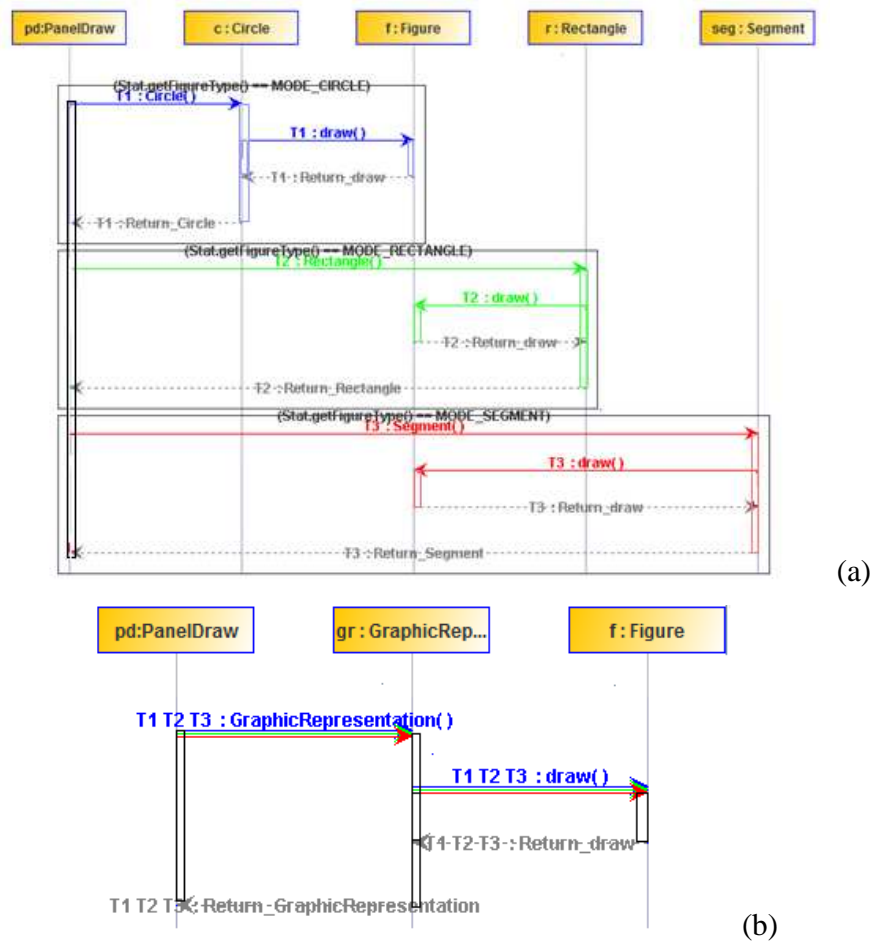 pd:PanelDraw c : Circle f : Figure r : Rectangle seg : Segment
(Stat.getFigureType() == MODE_CIRCLE)
T1 : Circle( )
T1 : draw( )
T1 : Return_draw
T1 : Return_Circle
(Stat.getFigureType() == MODE_RECTANGLE)
T2 : Rectangle( )
T2 : draw( )
T2 : Return_draw
T2 : Return_Rectangle
(Stat.getFigureType() == MODE_SEGMENT)
T3 : Segment( )
T3 : draw( )
T3 : Return_draw
T3 : Return_Segment
(a)
pd:PanelDraw gr : GraphicRep... f : Figure
T1 T2 T3 : GraphicRepresentation( )
T1 T2 T3 : draw( )
T1 T2 T3 : Return_draw
T1 T2 T3 : Return_GraphicRepresentation
(b)